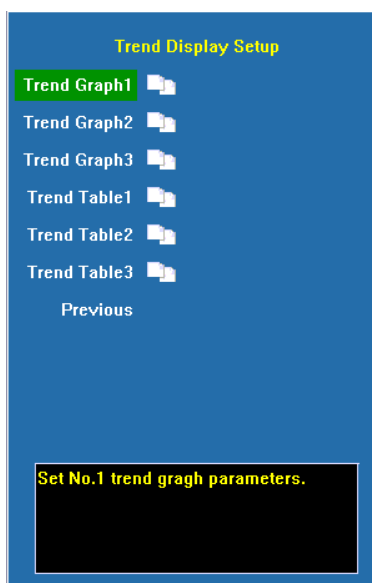 Trend Display Setup
Trend Graph1
Trend Graph2
Trend Graph3
Trend Table1
Trend Table2
Trend Table3
Previous
Set No.1 trend gragh parameters.